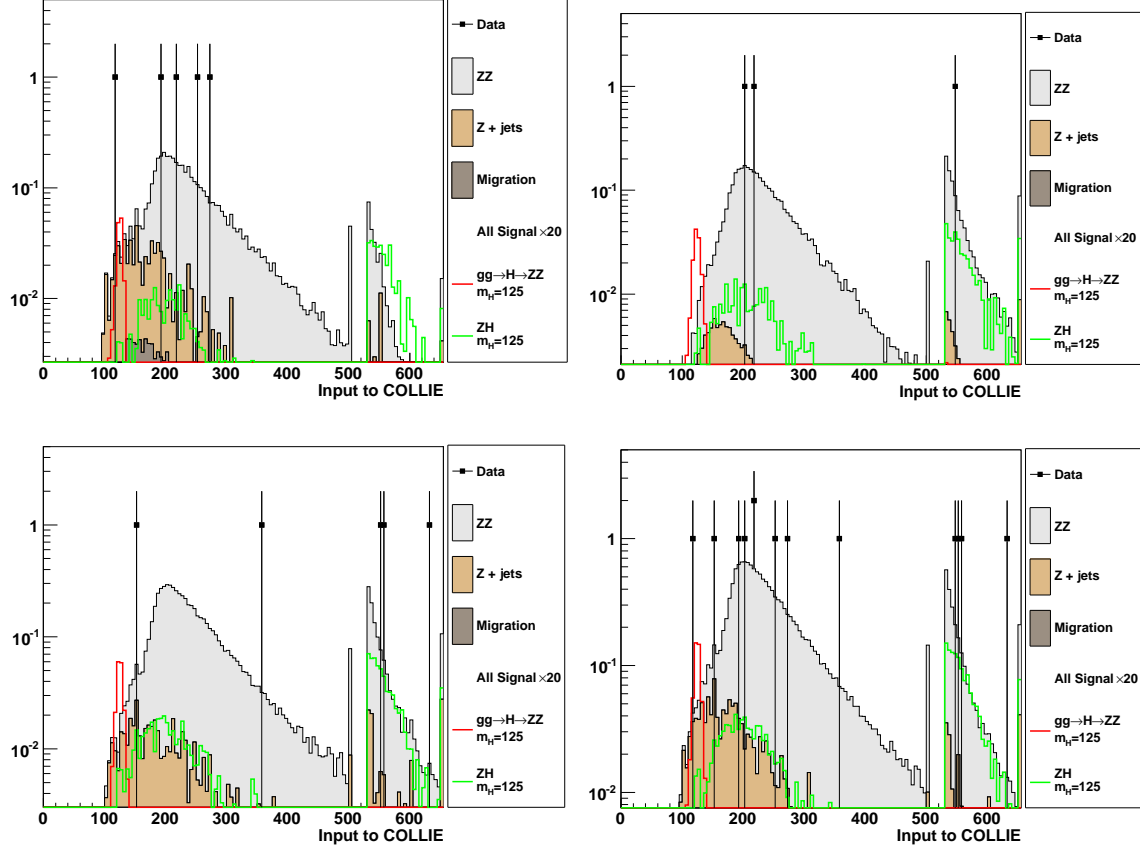 1
10⁻¹
10⁻²
0 100 200 300 400 500 600
Input to COLLIE
Data
ZZ
Z + jets
Migration
All Signal ×20
gg→H→ZZ
m_H=125
ZH
m_H=125
1
10⁻¹
10⁻²
0 100 200 300 400 500 600
Input to COLLIE
Data
ZZ
Z + jets
Migration
All Signal ×20
gg→H→ZZ
m_H=125
ZH
m_H=125
1
10⁻¹
10⁻²
0 100 200 300 400 500 600
Input to COLLIE
Data
ZZ
Z + jets
Migration
All Signal ×20
gg→H→ZZ
m_H=125
ZH
m_H=125
1
10⁻¹
10⁻²
0 100 200 300 400 500 600
Input to COLLIE
Data
ZZ
Z + jets
Migration
All Signal ×20
gg→H→ZZ
m_H=125
ZH
m_H=125